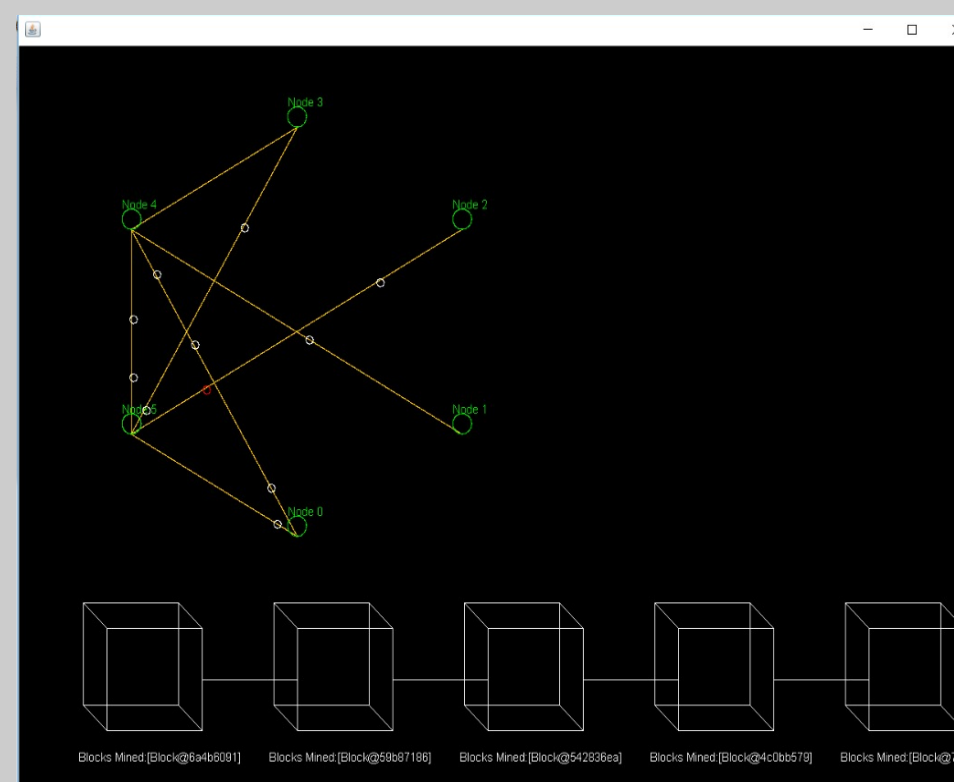 Node 3
Node 4
Node 2
Node 5
Node 1
Node 0
Blocks Mined:[Block@6a4b6091]
Blocks Mined:[Block@59b87186]
Blocks Mined:[Block@542836ea]
Blocks Mined:[Block@4c0bb579]
Blocks Mined:[Block@7